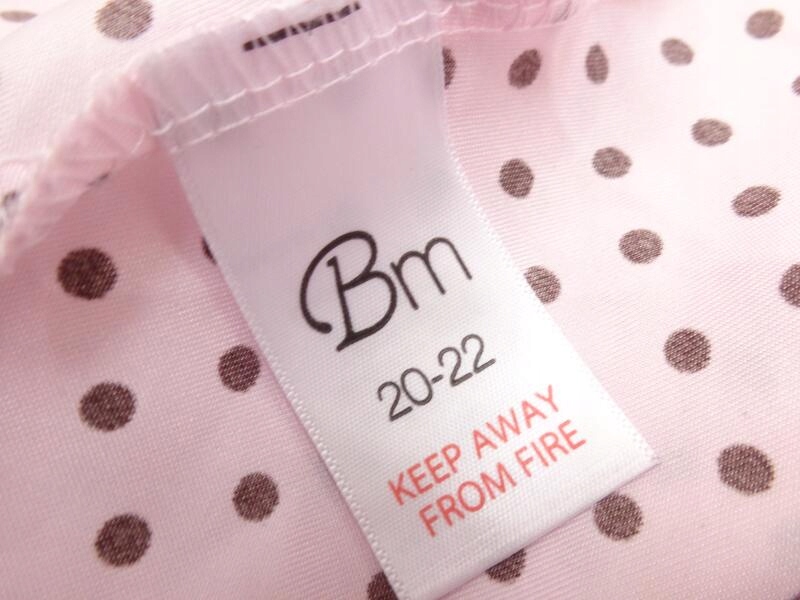 Bm
20-22
KEEP AWAY
FROM FIRE